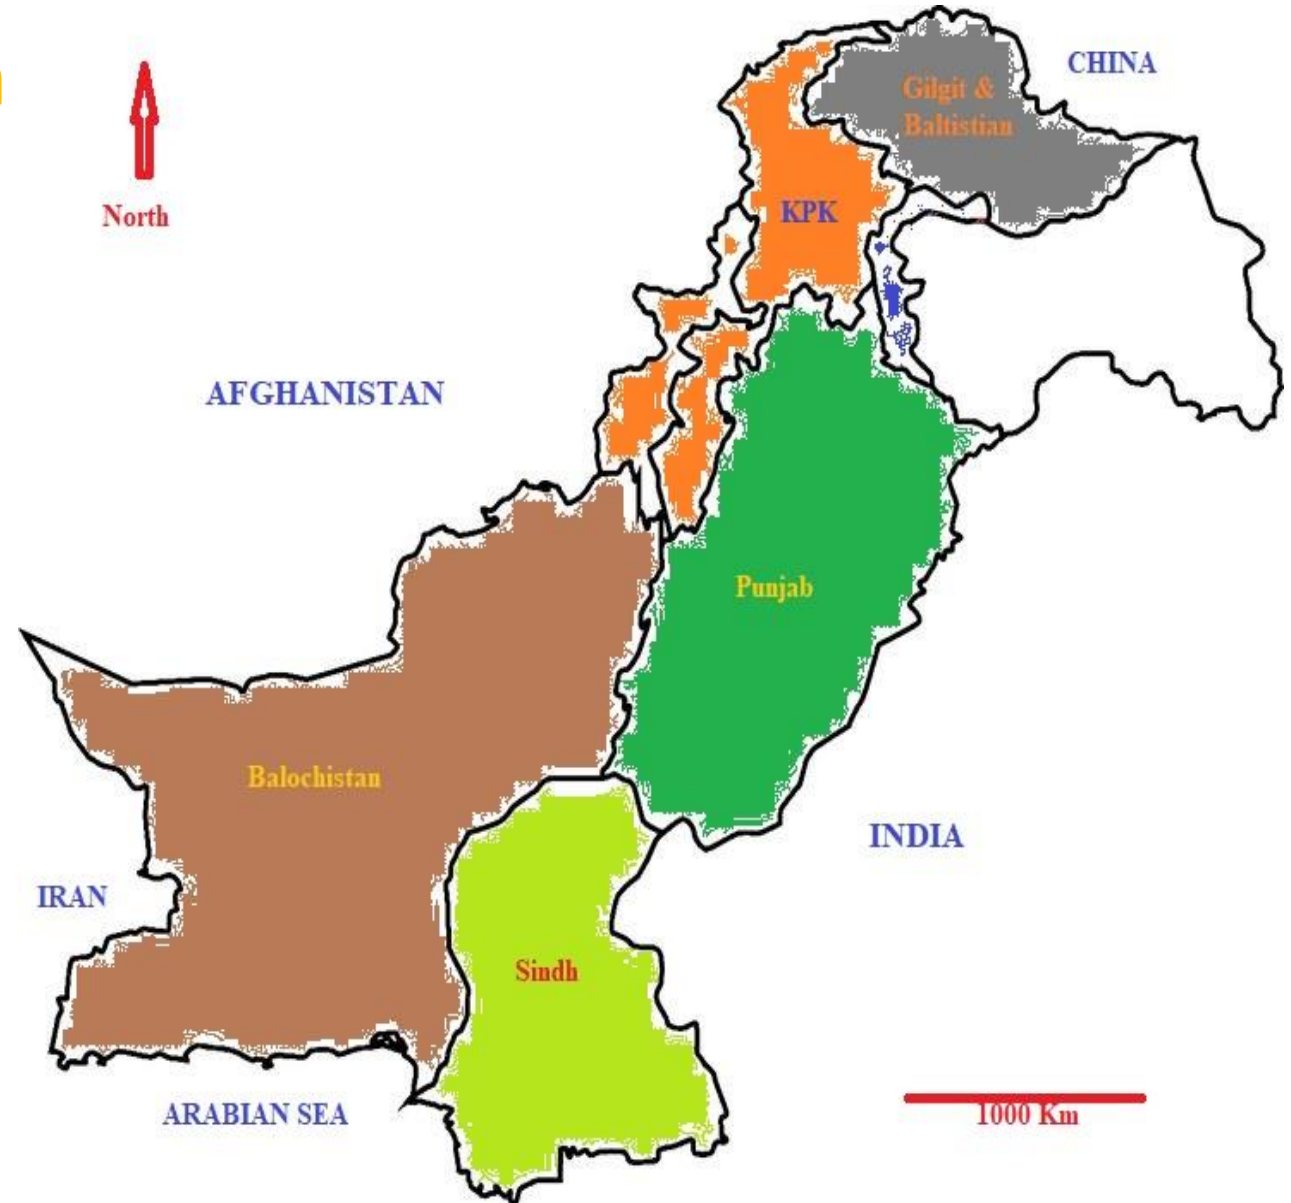 CHINA
Gilgit &
Baltistian
North
KPK
AFGHANISTAN
Punjab
Balochistan
INDIA
IRAN
Sindh
ARABIAN SEA
1000 Km